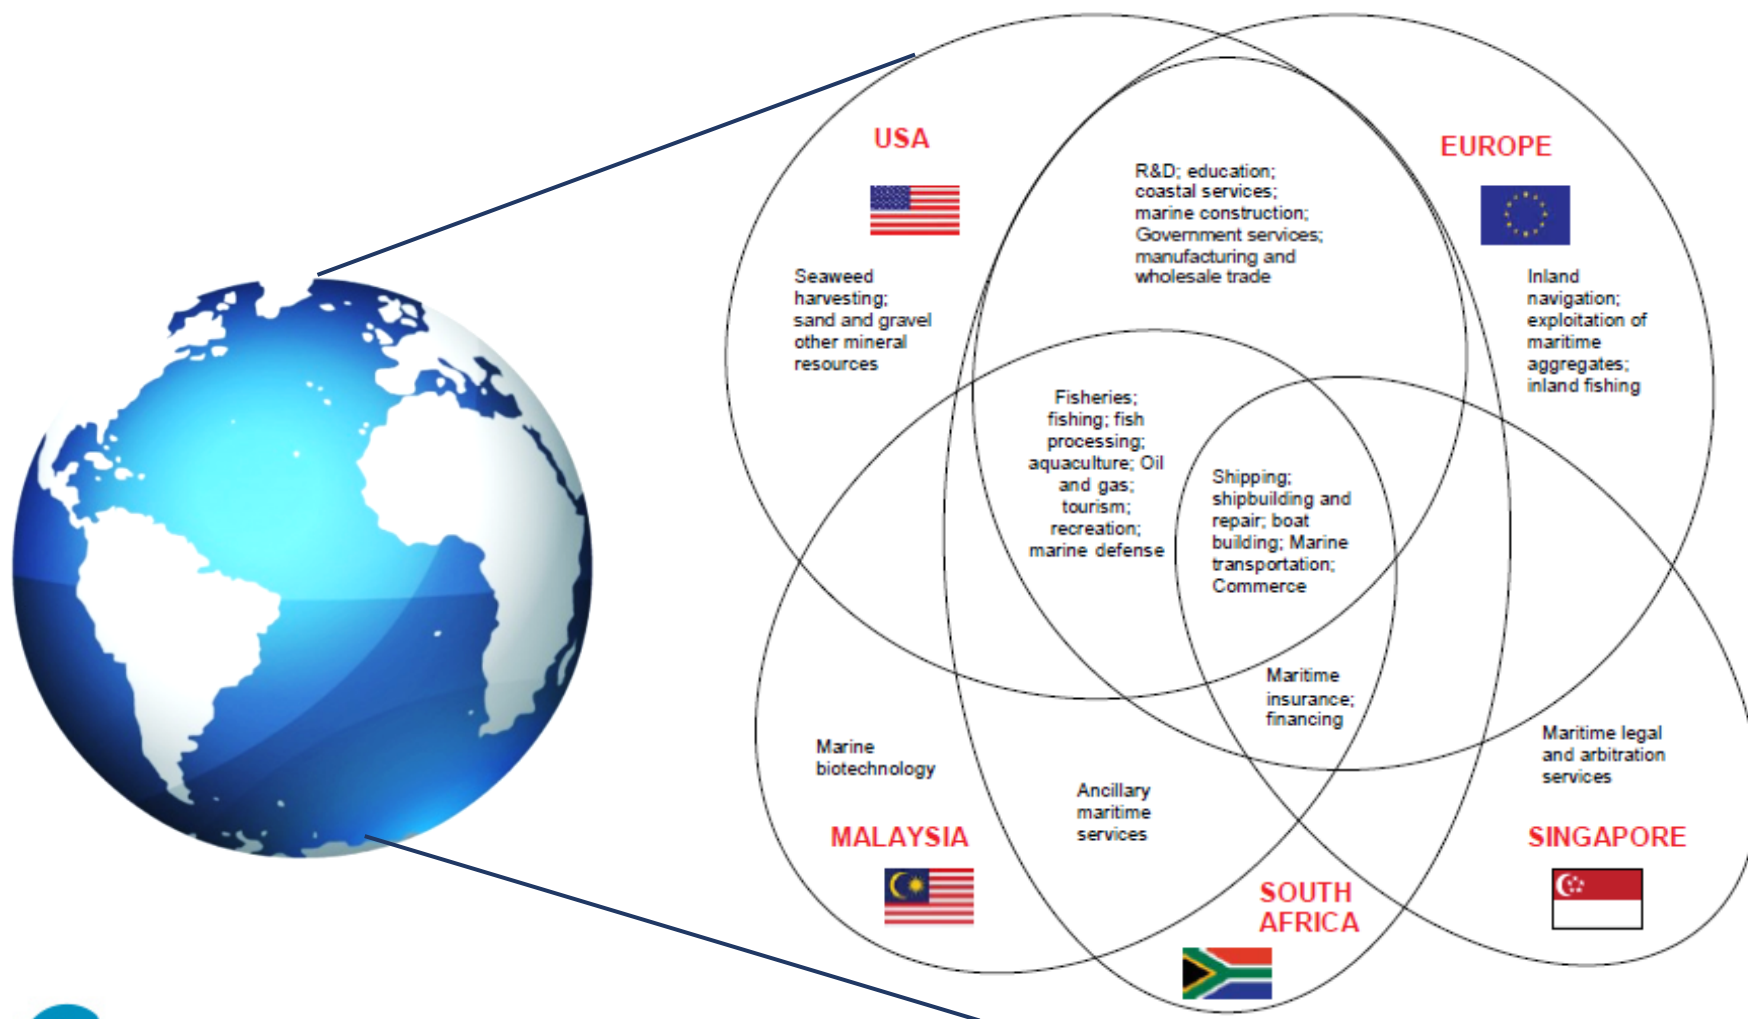 USA
EUROPE
R&D; education;
coastal services;
marine construction;
Government services;
manufacturing and
wholesale trade
Seaweed
harvesting;
sand and gravel
other mineral
resources
Inland
navigation;
exploitation of
maritime
aggregates;
inland fishing
Fisheries;
fishing; fish
processing;
aquaculture; Oil
and gas;
tourism;
recreation;
marine defense
Shipping;
shipbuilding and
repair; boat
building; Marine
transportation;
Commerce
Maritime
insurance;
financing
Marine
biotechnology
Maritime legal
and arbitration
services
Ancillary
maritime
services
MALAYSIA
SINGAPORE
SOUTH
AFRICA